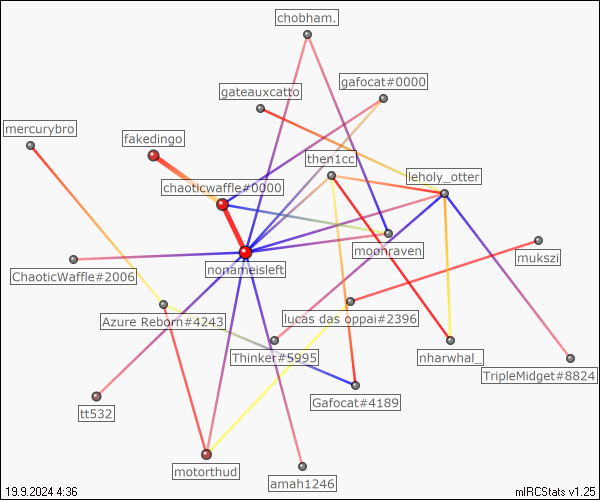 chobham.
gafocat#0000
gateauxcatto
mercurybro
fakedingo
then1cc
leholy_otter
chaoticwaffle#0000
moonraven
mukszi
nonameisleft
ChaoticWaffle#2006
lucas das oppai#2396
Azure Reborn#4243
Thinker#5995
nharwhal_
TripleMidget#8824
Gafocat#4189
tt532
motorthud
amah1246
19.9.2024 4:36
mIRCStats v1.25